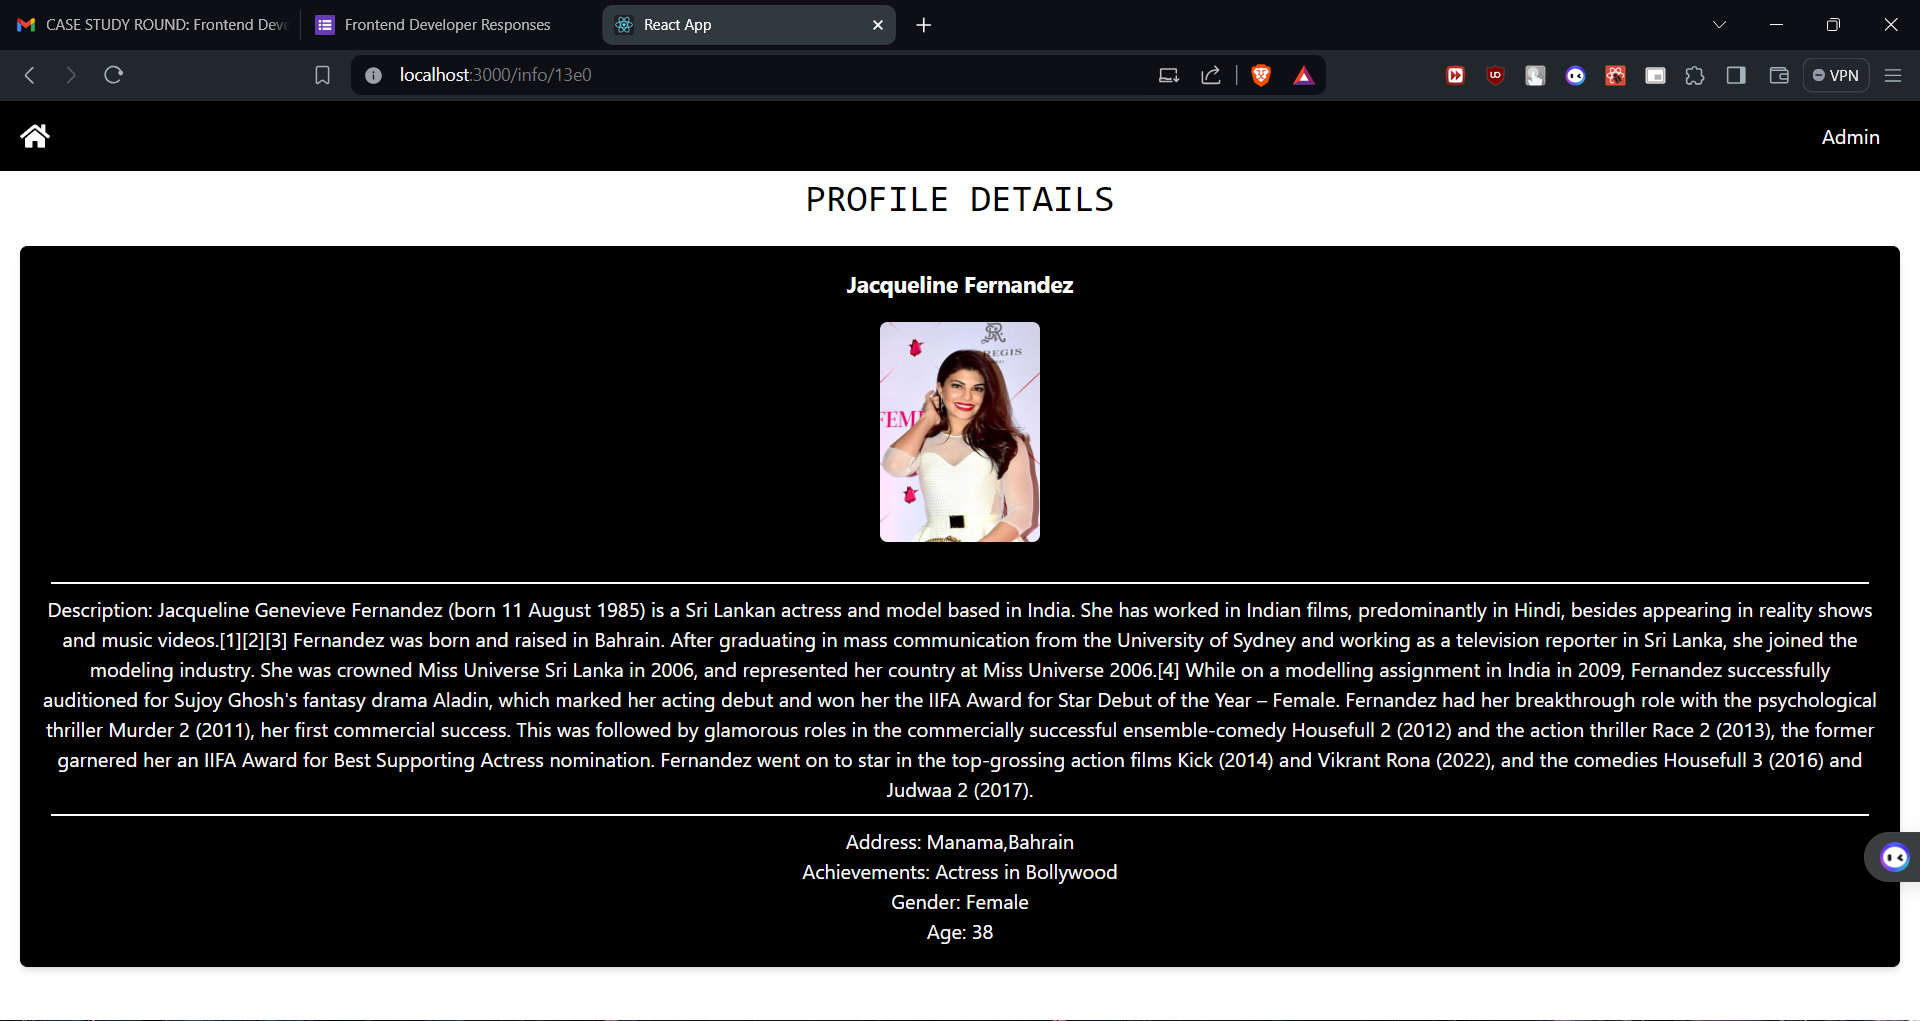 CASE STUDY ROUND: Frontend Deve
Frontend Developer Responses
React App
localhost:3000/info/13e0
VPN
Admin
PROFILE DETAILS
Jacqueline Fernandez
REGIS
FEMI
Description: Jacqueline Genevieve Fernandez (born 11 August 1985) is a Sri Lankan actress and model based in India. She has worked in Indian films, predominantly in Hindi, besides appearing in reality shows
and music videos.[1][2][3] Fernandez was born and raised in Bahrain. After graduating in mass communication from the University of Sydney and working as a television reporter in Sri Lanka, she joined the
modeling industry. She was crowned Miss Universe Sri Lanka in 2006, and represented her country at Miss Universe 2006.[4] While on a modelling assignment in India in 2009, Fernandez successfully
auditioned for Sujoy Ghosh's fantasy drama Aladin, which marked her acting debut and won her the IIFA Award for Star Debut of the Year – Female. Fernandez had her breakthrough role with the psychological
thriller Murder 2 (2011), her first commercial success. This was followed by glamorous roles in the commercially successful ensemble-comedy Housefull 2 (2012) and the action thriller Race 2 (2013), the former
garnered her an IIFA Award for Best Supporting Actress nomination. Fernandez went on to star in the top-grossing action films Kick (2014) and Vikrant Rona (2022), and the comedies Housefull 3 (2016) and
Judwaa 2 (2017).
Address: Manama,Bahrain
Achievements: Actress in Bollywood
Gender: Female
Age: 38